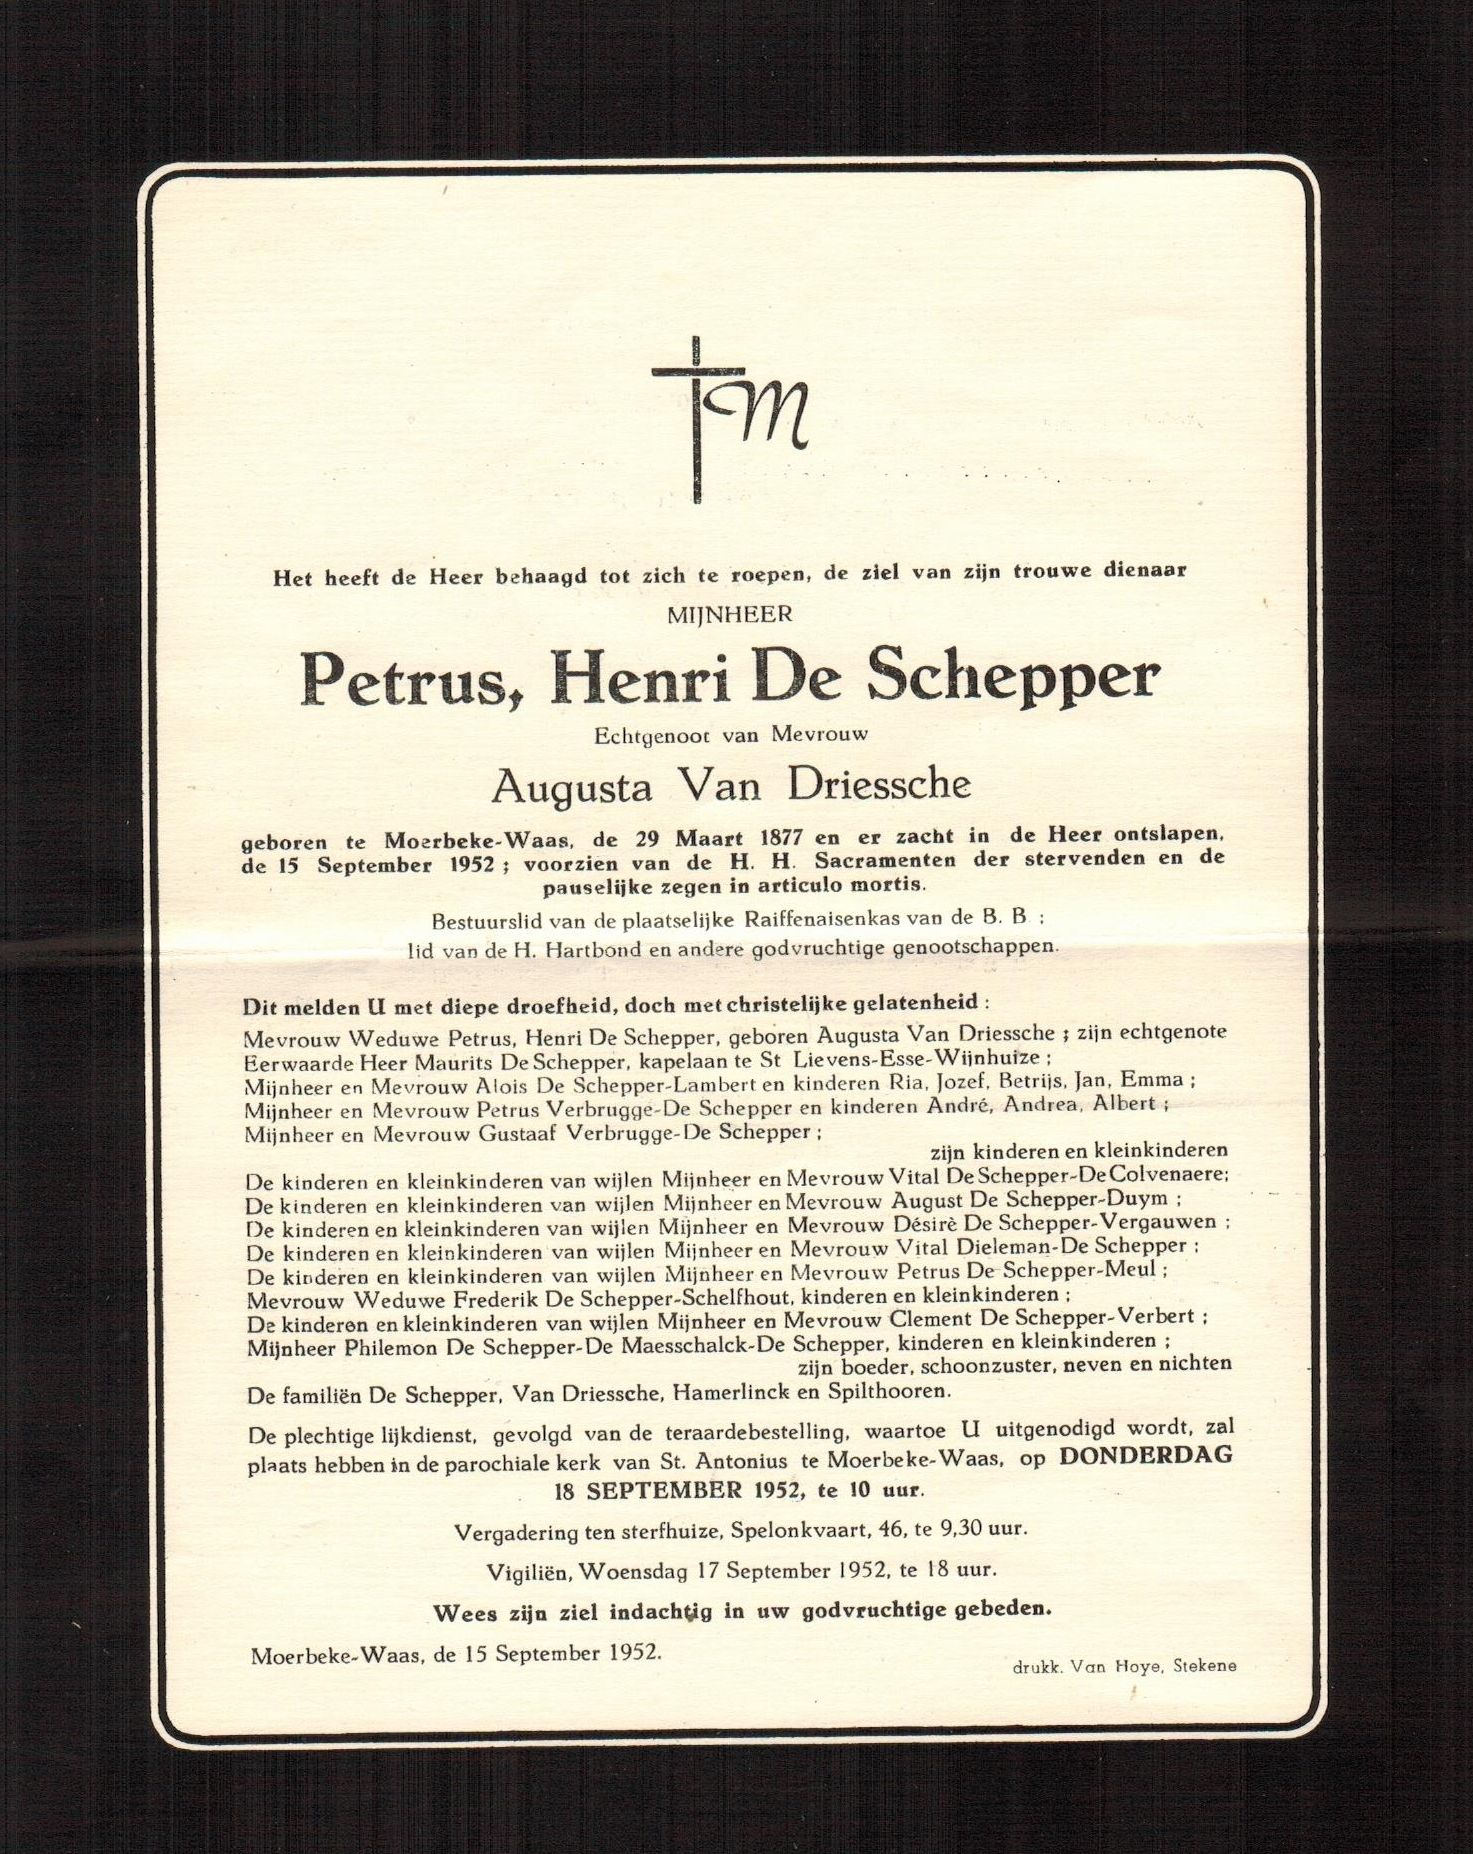 M
Het heeft de Heer behaagd tot zich te roepen, de ziel van zijn trouwe dienaar
MIJNHEER
Petrus, Henri De Schepper
Echtgenoot van Mevrouw
Augusta Van Driessche
geboren te Moerbeke-Waas, de 29 Maart 1877 en er zacht in de Heer ontslapen,
de 15 September 1952 ; voorzien van de H. H. Sacramenten der stervenden en de
pauselijke zegen in articulo mortis.
Bestuurslid van de plaatselijke Raiffenaisenkas van de B. B ;
lid van de H. Hartbond en andere godvruchtige genootschappen.
Dit melden U met diepe droefheid, doch met christelijke gelatenheid :
Mevrouw Weduwe Petrus, Henri De Schepper, geboren Augusta Van Driessche ; zijn echtgenote
Eerwaarde Heer Maurits De Schepper, kapelaan te St Lievens-Esse-Wijnhuize ;
Mijnheer en Mevrouw Alois De Schepper-Lambert en kinderen Ria, Jozef, Betrijs, Jan, Emma ;
Mijnheer en Mevrouw Petrus Verbrugge-De Schepper en kinderen André, Andrea, Albert ;
Mijnheer en Mevrouw Gustaaf Verbrugge-De Schepper ;
zijn kinderen en kleinkinderen
De kinderen en kleinkinderen van wijlen Mijnheer en Mevrouw Vital De Schepper-De Colvenaere;
De kinderen en kleinkinderen van wijlen Mijnheer en Mevrouw August De Schepper-Duym ;
De kinderen en kleinkinderen van wijlen Mijnheer en Mevrouw Désirè De Schepper-Vergauwen ;
De kinderen en kleinkinderen van wijlen Mijnheer en Mevrouw Vital Dieleman-De Schepper ;
De kinderen en kleinkinderen van wijlen Mijnheer en Mevrouw Petrus De Schepper-Meul ;
Mevrouw Weduwe Frederik De Schepper-Schelfhout, kinderen en kleinkinderen ;
De kinderen en kleinkinderen van wijlen Mijnheer en Mevrouw Clement De Schepper-Verbert ;
Mijnheer Philemon De Schepper-De Maesschalck-De Schepper, kinderen en kleinkinderen ;
zijn boeder, schoonzuster, neven en nichten
De familiën De Schepper, Van Driessche, Hamerlinck en Spilthooren.
De plechtige lijkdienst, gevolgd van de teraardebestelling, waartoe U uitgenodigd wordt, zal
plaats hebben in de parochiale kerk van St. Antonius te Moerbeke-Waas, op DONDERDAG
18 SEPTEMBER 1952, te 10 uur.
Vergadering ten sterfhuize, Spelonkvaart, 46, te 9,30 uur.
Vigiliën, Woensdag 17 September 1952, te 18 uur.
Wees zijn ziel indachtig in uw godvruchtige gebeden.
Moerbeke-Waas, de 15 September 1952.
drukk. Van Hoye, Stekene